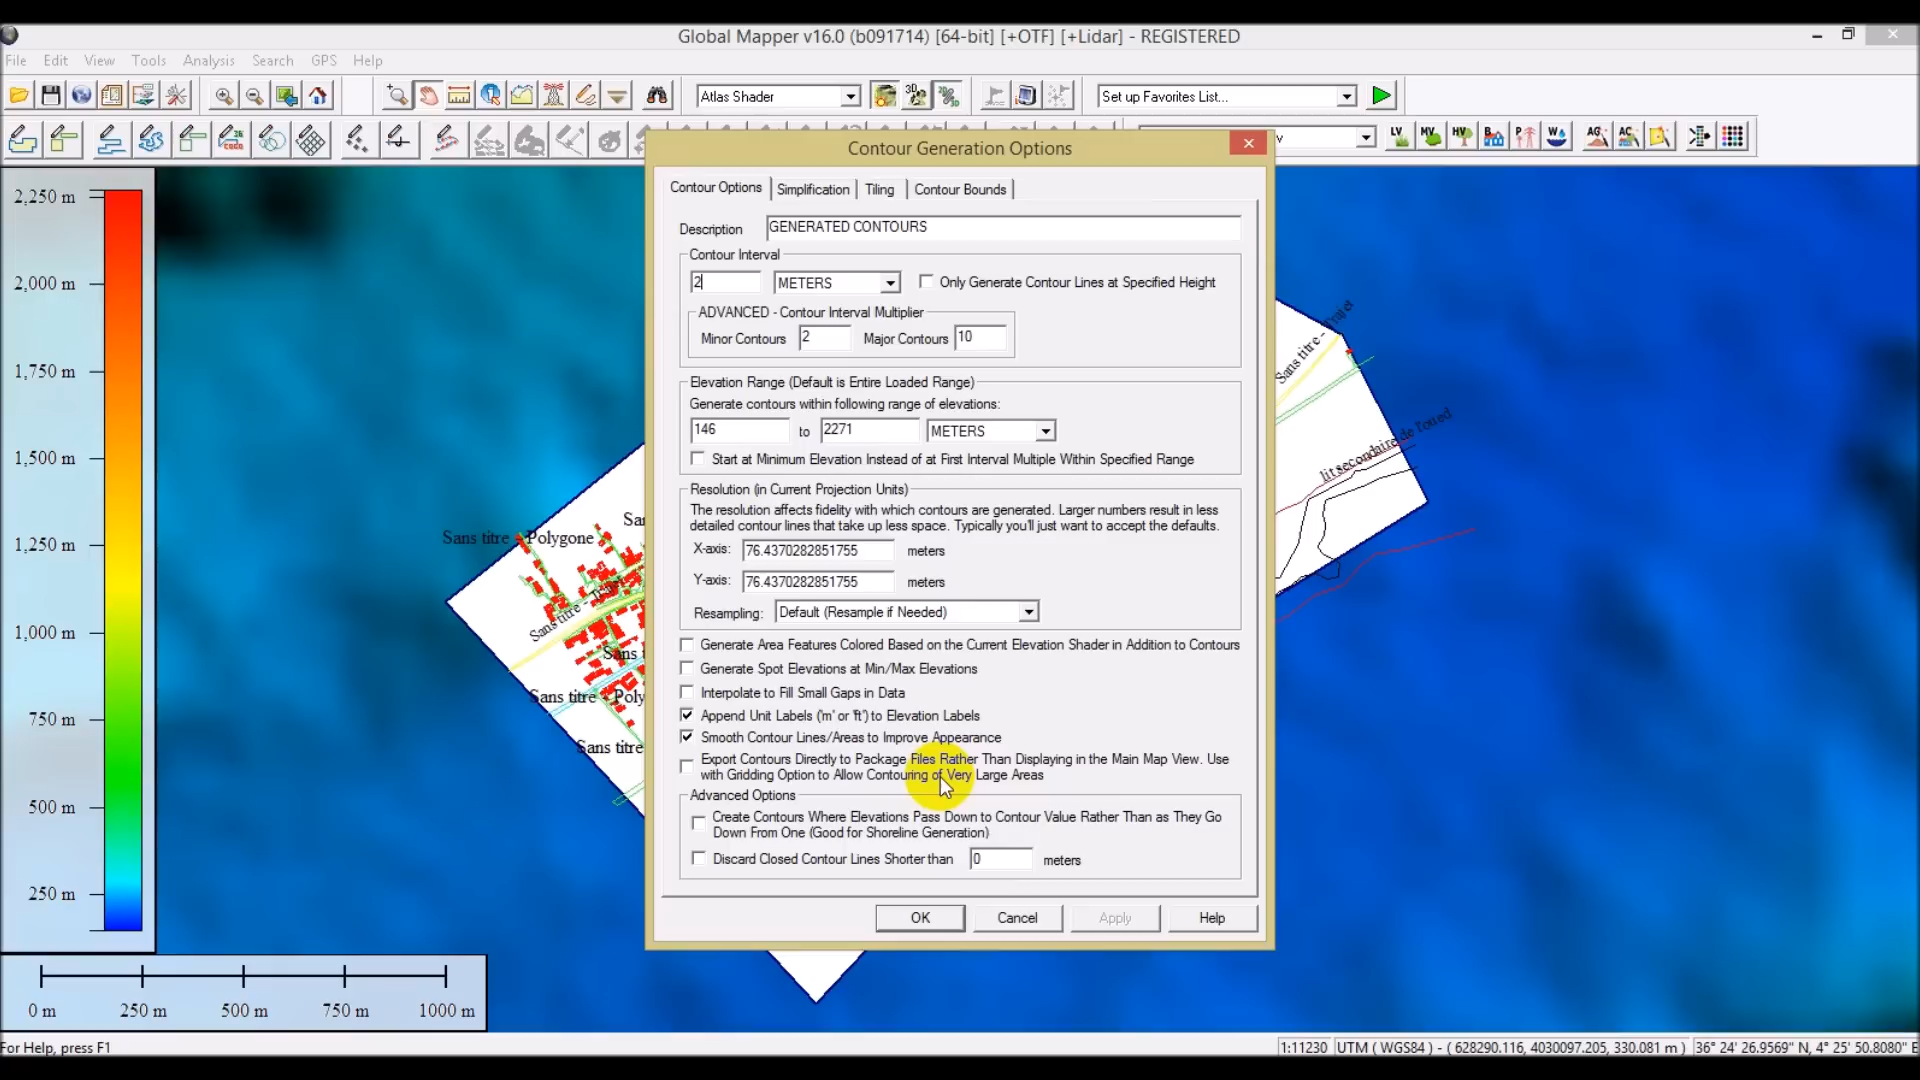 Global Mapper v16.0 (b091714) [64-bit] [+OTF] [+Lidar] - REGISTERED
File Edit View Tools Analysis Search GPS Help
Atlas Shader
3D
Set up Favorites List...
LV MV HV P W AG AC
Contour Generation Options
Contour Options Simplification Tiling Contour Bounds
Description GENERATED CONTOURS
Contour Interval
2 METERS Only Generate Contour Lines at Specified Height
ADVANCED - Contour Interval Multiplier
Minor Contours 2 Major Contours 10
Elevation Range (Default is Entire Loaded Range)
Generate contours within following range of elevations:
146 to 2271 METERS
Start at Minimum Elevation Instead of at First Interval Multiple Within Specified Range
Resolution (in Current Projection Units)
The resolution affects fidelity with which contours are generated. Larger numbers result in less
detailed contour lines that take up less space. Typically you'll just want to accept the defaults.
X-axis: 76.4370282851755 meters
Y-axis: 76.4370282851755 meters
Resampling: Default (Resample if Needed)
Generate Area Features Colored Based on the Current Elevation Shader in Addition to Contours
Generate Spot Elevations at Min/Max Elevations
Interpolate to Fill Small Gaps in Data
Append Unit Labels ('m' or 'ft') to Elevation Labels
Smooth Contour Lines/Areas to Improve Appearance
Export Contours Directly to Package Files Rather Than Displaying in the Main Map View. Use
with Gridding Option to Allow Contouring of Very Large Areas
Advanced Options
Create Contours Where Elevations Pass Down to Contour Value Rather Than as They Go
Down From One (Good for Shoreline Generation)
Discard Closed Contour Lines Shorter than 0 meters
OK Cancel Apply Help
2,250 m
2,000 m
1,750 m
1,500 m
1,250 m
1,000 m
750 m
500 m
250 m
0 m 250 m 500 m 750 m 1000 m
Sans titre - Polygone
Sans titre - Poly
Sans titre
Sans titre - Trajet
lit secondaire de l'oued
For Help, press F1
1:11230 UTM ( WGS84 ) - ( 628290.116, 4030097.205, 330.081 m ) 36° 24' 26.9569" N, 4° 25' 50.8080" E